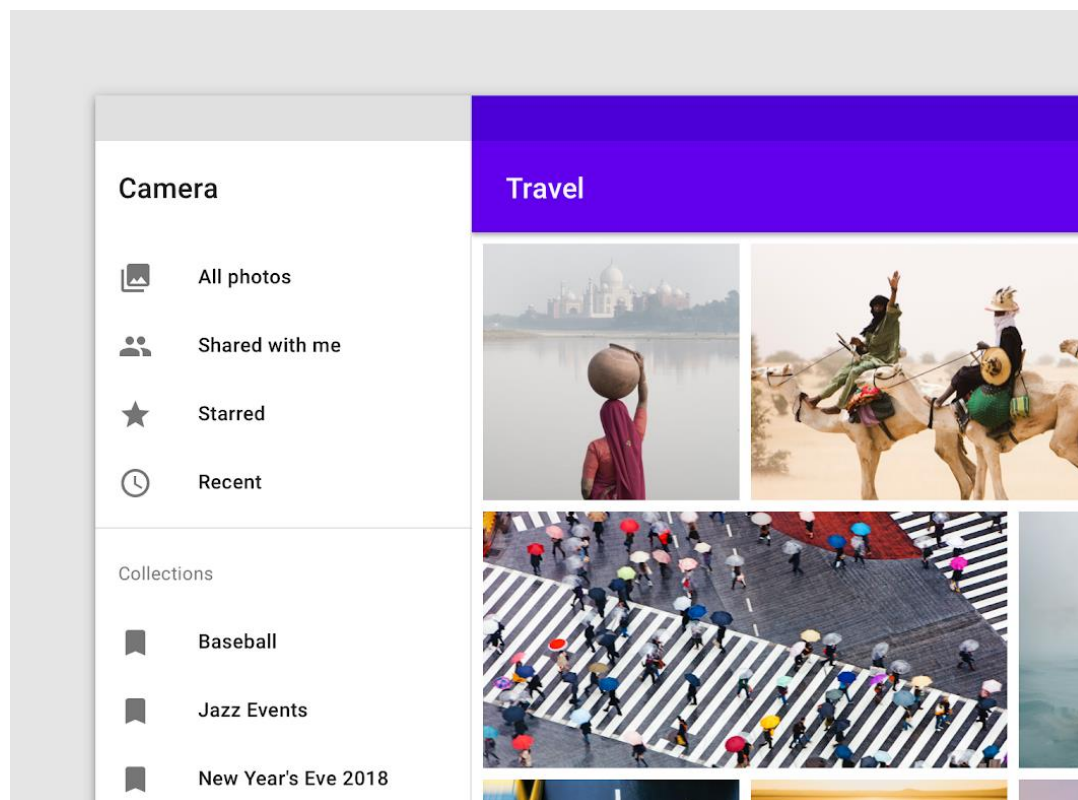 Camera
Travel
All photos
Shared with me
Starred
Recent
Collections
Baseball
Jazz Events
New Year's Eve 2018